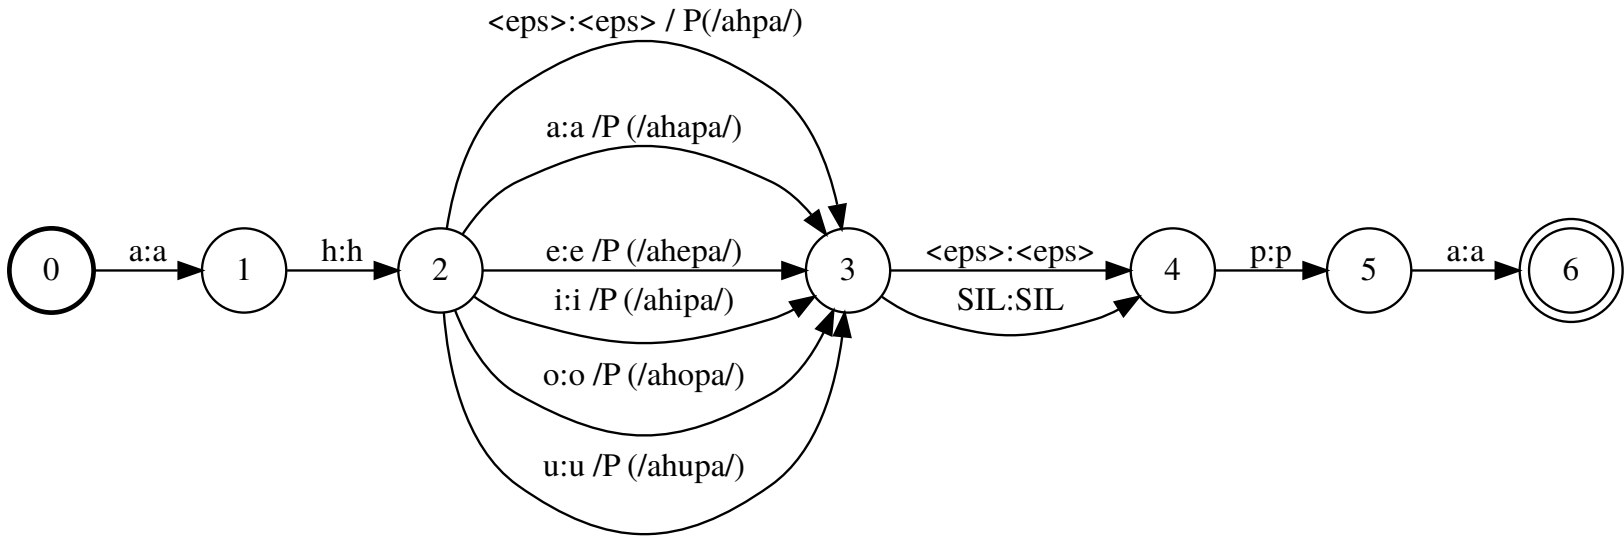 <eps>:<eps> / P(/ahpa/)
a:a /P (/ahapa/)
0 a:a 1 h:h 2 e:e /P (/ahepa/) 3 <eps>:<eps> 4 p:p 5 a:a 6
i:i /P (/ahipa/) SIL:SIL
o:o /P (/ahopa/)
u:u /P (/ahupa/)